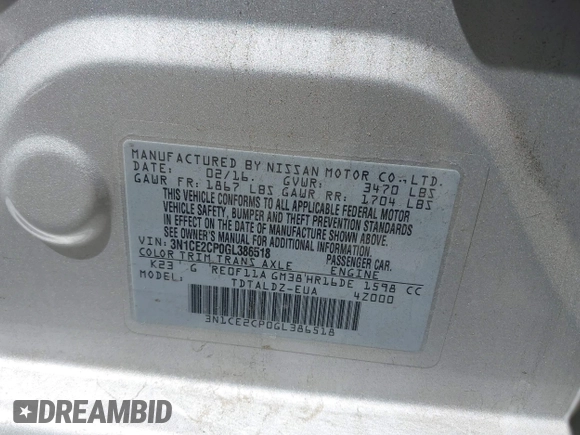 MANUFACTURED BY NISSAN MOTOR CO.,LTD.
DATE: 02/16. GVWR: 3470 LBS
GAWR FR: 1867 LBS GAWR RR: 1704 LBS
THIS VEHICLE CONFORMS TO ALL APPLICABLE FEDERAL MOTOR
VEHICLE SAFETY, BUMPER AND THEFT PREVENTION STANDARDS
IN EFFECT ON THE DATE OF MANUFACTURE SHOWN ABOVE.
SEE OWNER'S MANUAL FOR ADDITIONAL INFORMATION.
VIN: 3N1CE2CP0GL386518 PASSENGER CAR.
COLOR TRIM TRANS AXLE ENGINE
K23 G RE0F11A GM38 HR16DE 1598 CC
MODEL: TDTALDZ-EUA 42000
3N1CE2CP0GL386518
DREAMBID